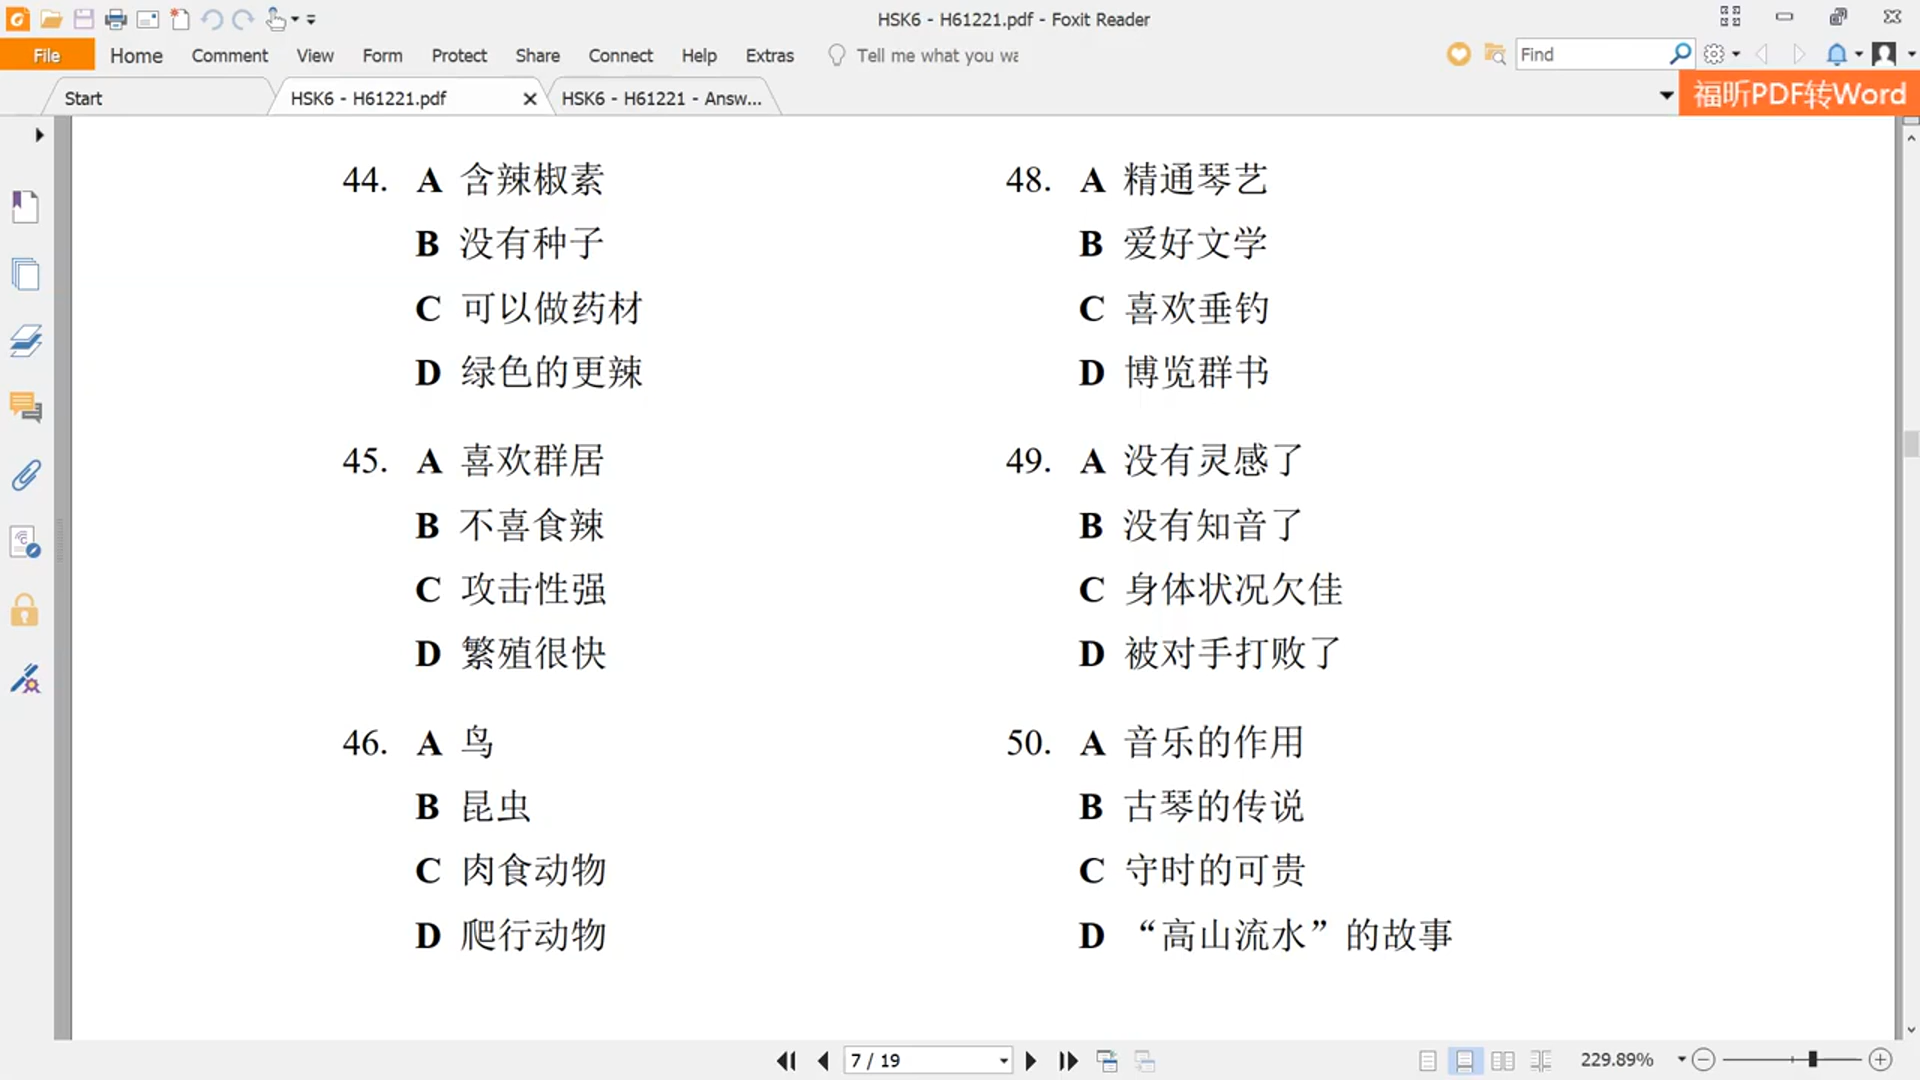 HSK6 - H61221.pdf - Foxit Reader
File Home Comment View Form Protect Share Connect Help Extras Tell me what you wa Find
Start HSK6 - H61221.pdf HSK6 - H61221 - Answ... 福昕PDF转Word
44. A 含辣椒素
B 没有种子
C 可以做药材
D 绿色的更辣
45. A 喜欢群居
B 不喜食辣
C 攻击性强
D 繁殖很快
46. A 鸟
B 昆虫
C 肉食动物
D 爬行动物
48. A 精通琴艺
B 爱好文学
C 喜欢垂钓
D 博览群书
49. A 没有灵感了
B 没有知音了
C 身体状况欠佳
D 被对手打败了
50. A 音乐的作用
B 古琴的传说
C 守时的可贵
D “高山流水”的故事
7 / 19 229.89%